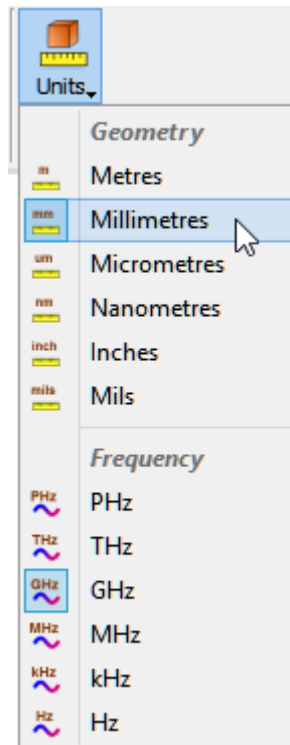 Units
Geometry
m Metres
mm Millimetres
um Micrometres
nm Nanometres
inch Inches
mils Mils
Frequency
PHz PHz
THz THz
GHz GHz
MHz MHz
kHz kHz
Hz Hz